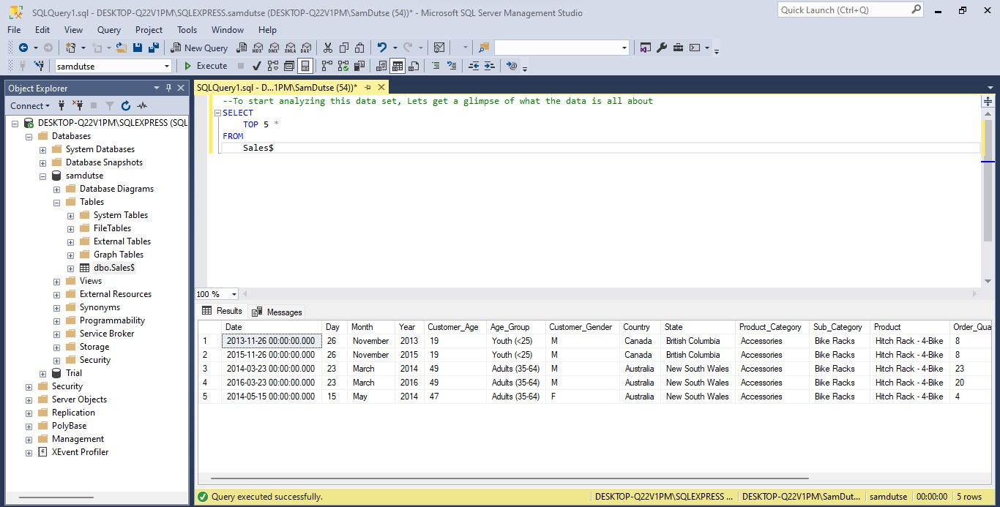 SQLQuery1.sql - DESKTOP-Q22V1PM\SQLEXPRESS.samdutse (DESKTOP-Q22V1PM\SamDutse (54))* - Microsoft SQL Server Management Studio
Quick Launch (Ctrl+Q)
File Edit View Query Project Tools Window Help
New Query MDX DMX XMLA DAX
samdutse Execute
Object Explorer
Connect
DESKTOP-Q22V1PM\SQLEXPRESS (SQL
Databases
System Databases
Database Snapshots
samdutse
Database Diagrams
Tables
System Tables
FileTables
External Tables
Graph Tables
dbo.Sales$
Views
External Resources
Synonyms
Programmability
Service Broker
Storage
Security
Trial
Security
Server Objects
Replication
PolyBase
Management
XEvent Profiler
SQLQuery1.sql - D...1PM\SamDutse (54))*
--To start analyzing this data set, Lets get a glimpse of what the data is all about
SELECT
TOP 5 *
FROM
Sales$
100 %
Results Messages
Date Day Month Year Customer_Age Age_Group Customer_Gender Country State Product_Category Sub_Category Product Order_Qua
1 2013-11-26 00:00:00.000 26 November 2013 19 Youth (<25) M Canada British Columbia Accessories Bike Racks Hitch Rack - 4-Bike 8
2 2015-11-26 00:00:00.000 26 November 2015 19 Youth (<25) M Canada British Columbia Accessories Bike Racks Hitch Rack - 4-Bike 8
3 2014-03-23 00:00:00.000 23 March 2014 49 Adults (35-64) M Australia New South Wales Accessories Bike Racks Hitch Rack - 4-Bike 23
4 2016-03-23 00:00:00.000 23 March 2016 49 Adults (35-64) M Australia New South Wales Accessories Bike Racks Hitch Rack - 4-Bike 20
5 2014-05-15 00:00:00.000 15 May 2014 47 Adults (35-64) F Australia New South Wales Accessories Bike Racks Hitch Rack - 4-Bike 4
Query executed successfully. DESKTOP-Q22V1PM\SQLEXPRESS ... DESKTOP-Q22V1PM\SamDut... samdutse 00:00:00 5 rows